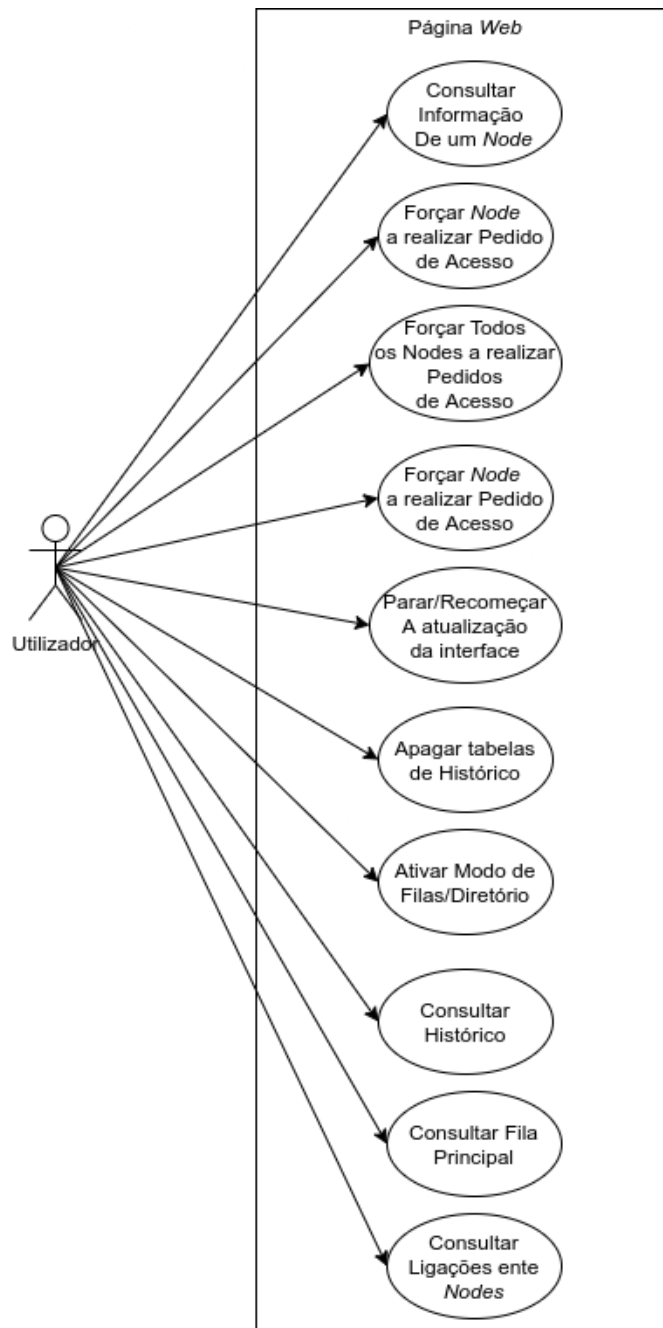 Página Web
Consultar
Informação
De um Node
Forçar Node
a realizar Pedido
de Acesso
Forçar Todos
os Nodes a realizar
Pedidos
de Acesso
Forçar Node
a realizar Pedido
de Acesso
Utilizador
Parar/Recomeçar
A atualização
da interface
Apagar tabelas
de Histórico
Ativar Modo de
Filas/Diretório
Consultar
Histórico
Consultar Fila
Principal
Consultar
Ligações ente
Nodes